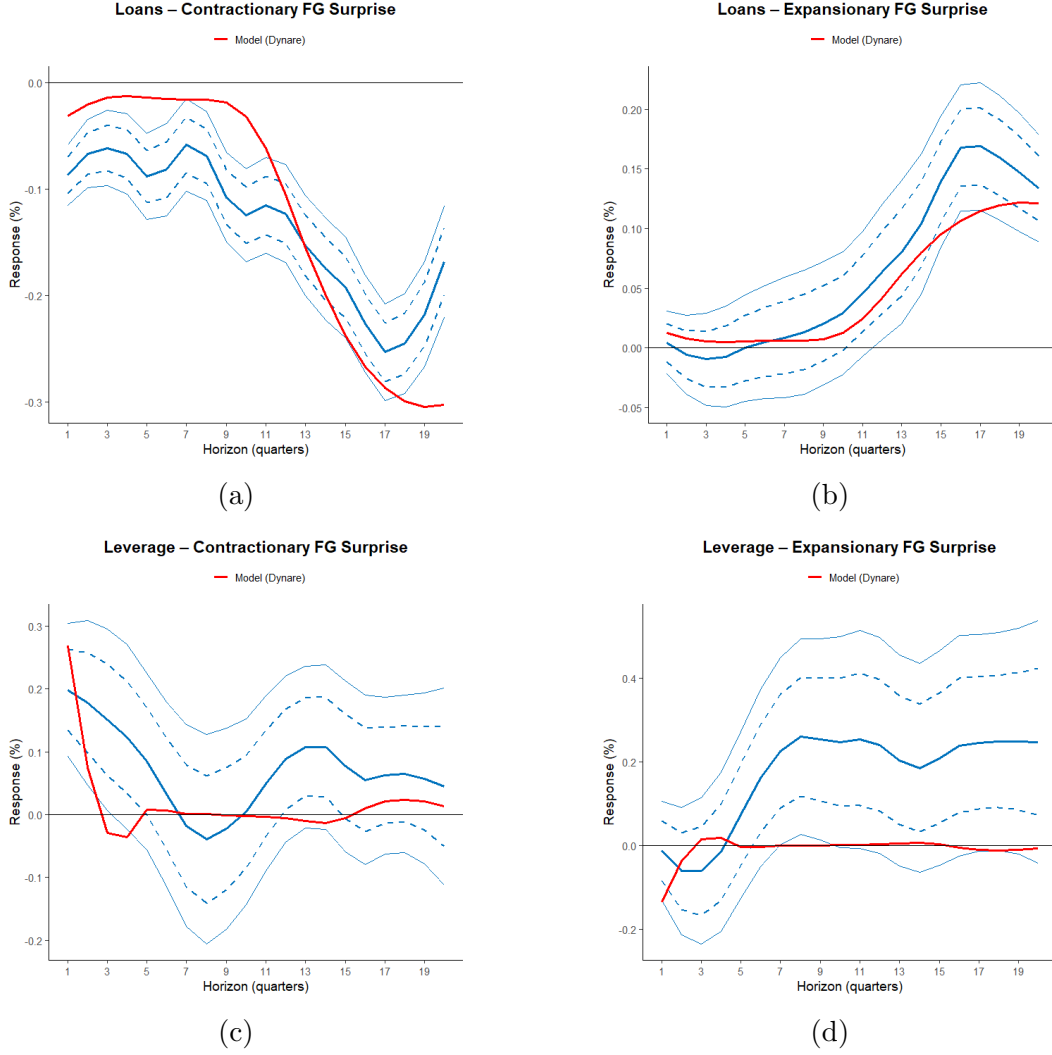 Loans – Contractionary FG Surprise
Model (Dynare)
Response (%)
0.0
-0.1
-0.2
-0.3
1 3 5 7 9 11 13 15 17 19
Horizon (quarters)
(a)
Loans – Expansionary FG Surprise
Model (Dynare)
Response (%)
0.20
0.15
0.10
0.05
0.00
-0.05
1 3 5 7 9 11 13 15 17 19
Horizon (quarters)
(b)
Leverage – Contractionary FG Surprise
Model (Dynare)
Response (%)
0.3
0.2
0.1
0.0
-0.1
-0.2
1 3 5 7 9 11 13 15 17 19
Horizon (quarters)
(c)
Leverage – Expansionary FG Surprise
Model (Dynare)
Response (%)
0.4
0.2
0.0
-0.2
1 3 5 7 9 11 13 15 17 19
Horizon (quarters)
(d)